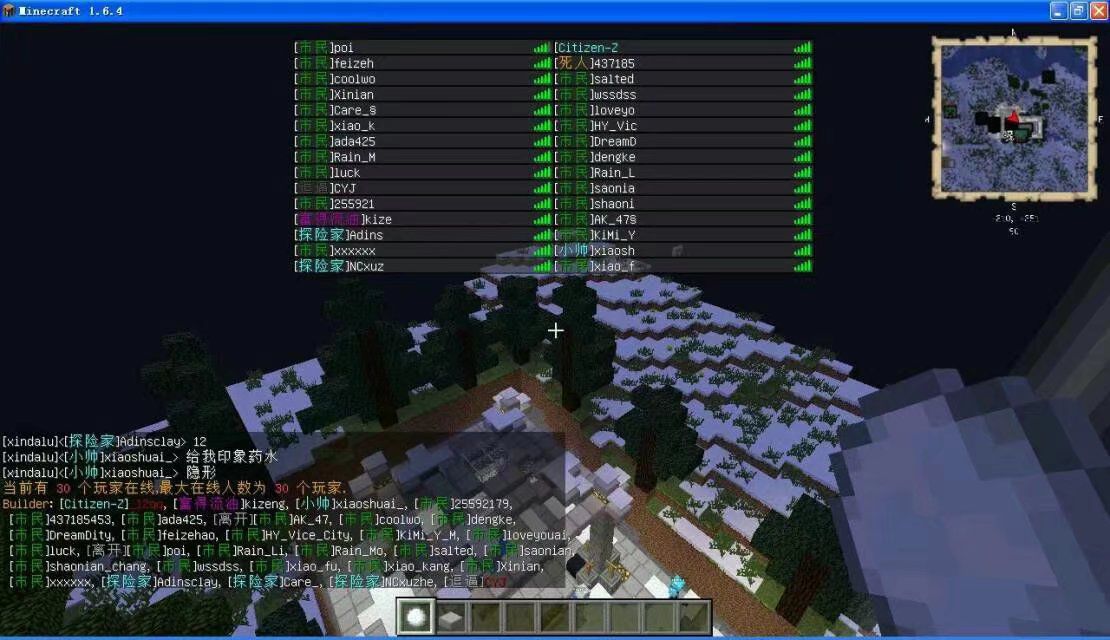 Minecraft 1.6.4
[市民]poi [Citizen-Z
[市民]feizeh [死人]437185
[市民]coolwo [市民]salted
[市民]Xinian [市民]wssdss
[市民]Care_§ [市民]loveyo
[市民]xiao_k [市民]HY_Vic
[市民]ada425 [市民]DreamD
[市民]Rain_M [市民]dengke
[市民]luck [市民]Rain_L
[逗逼]CYJ [市民]saonia
[市民]255921 [市民]shaoni
[富得流油]kize [市民]AK_47§
[探险家]Adins [市民]KiMi_Y
[市民]xxxxxx [小帅]xiaosh
[探险家]NCxuz [市民]xiao_f
N
E
S
[xindalu]<[探险家]Adinsclay> 12
[xindalu]<[小帅]xiaoshuai_> 给我印象药水
[xindalu]<[小帅]xiaoshuai_> 隐形
当前有 30 个玩家在线,最大在线人数为 30 个玩家.
Builder: [Citizen-Z] [富得流油]kizeng, [小帅]xiaoshuai_, [市民]25592179,
[市民]437185453, [市民]ada425, [离开][市民]AK_47, [市民]coolwo, [市民]dengke,
[市民]DreamDity, [市民]feizehao, [市民]HY_Vice_City, [市民]KiMi_Y_M, [市民]loveyouai,
[市民]luck, [离开][市民]poi, [市民]Rain_Li, [市民]Rain_Mo, [市民]salted, [市民]saonian,
[市民]shaonian_chang, [市民]wssdss, [市民]xiao_fu, [市民]xiao_kang, [市民]Xinian,
[市民]xxxxxx, [探险家]Adinsclay, [探险家]Care_, [探险家]NCxuzhe, [逗逼]CYJ